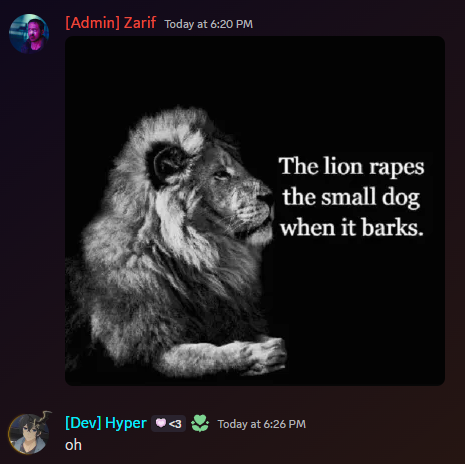 [Admin] Zarif Today at 6:20 PM
The lion rapes
the small dog
when it barks.
[Dev] Hyper <3 Today at 6:26 PM
oh